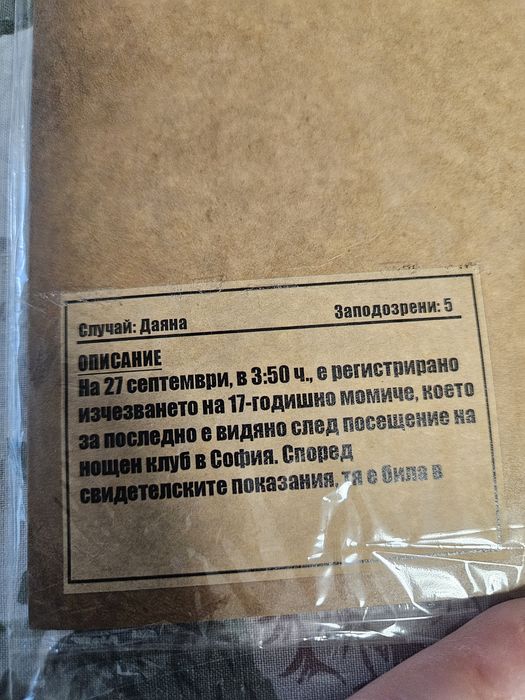 Случай: Даяна
Заподозрени: 5
ОПИСАНИЕ
На 27 септември, в 3:50 ч., е регистрирано
изчезването на 17-годишно момиче, което
за последно е видяно след посещение на
нощен клуб в София. Според
свидетелските показания, тя е била в